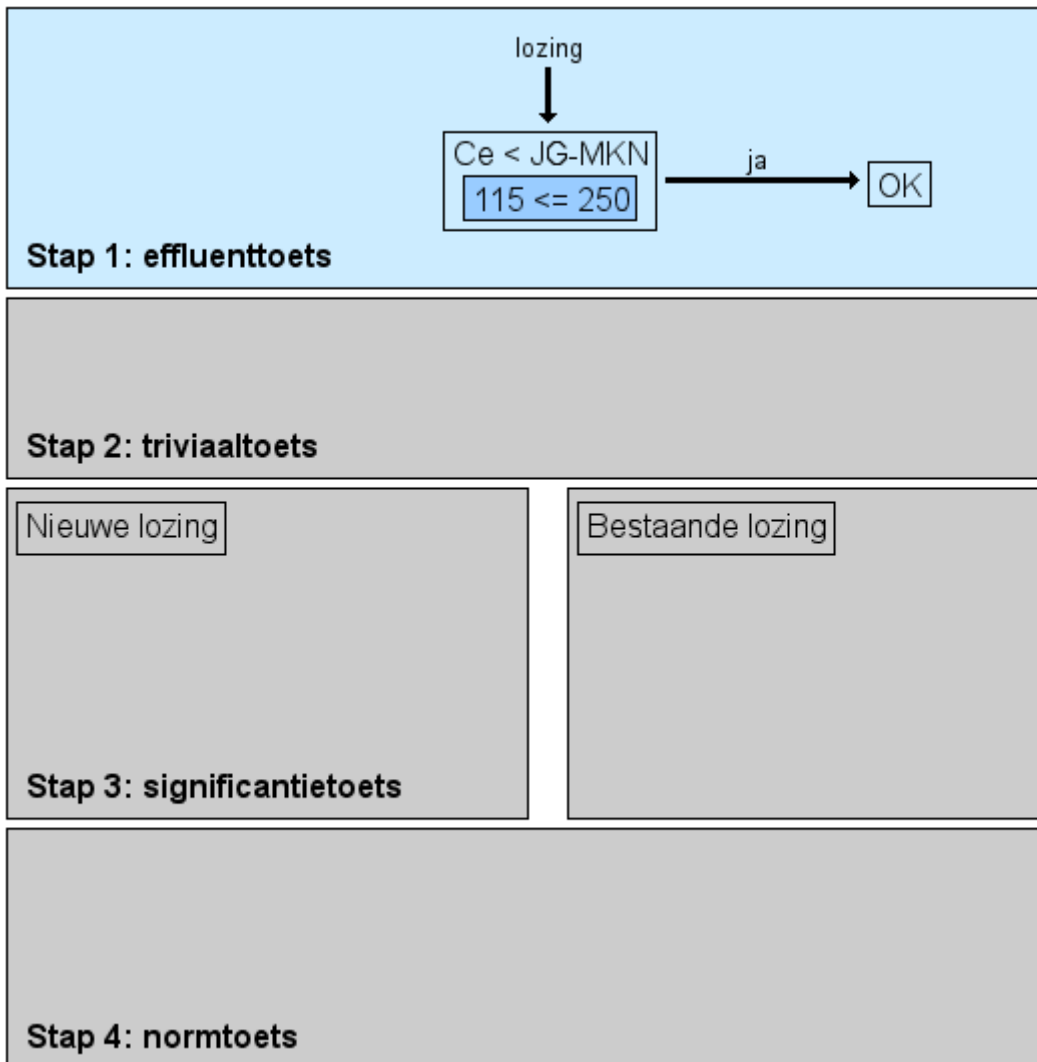 lozing
Ce < JG-MKN
ja
115 <= 250
OK
Stap 1: effluenttoets
Stap 2: triviaaltoets
Nieuwe lozing
Bestaande lozing
Stap 3: significantietoets
Stap 4: normtoets